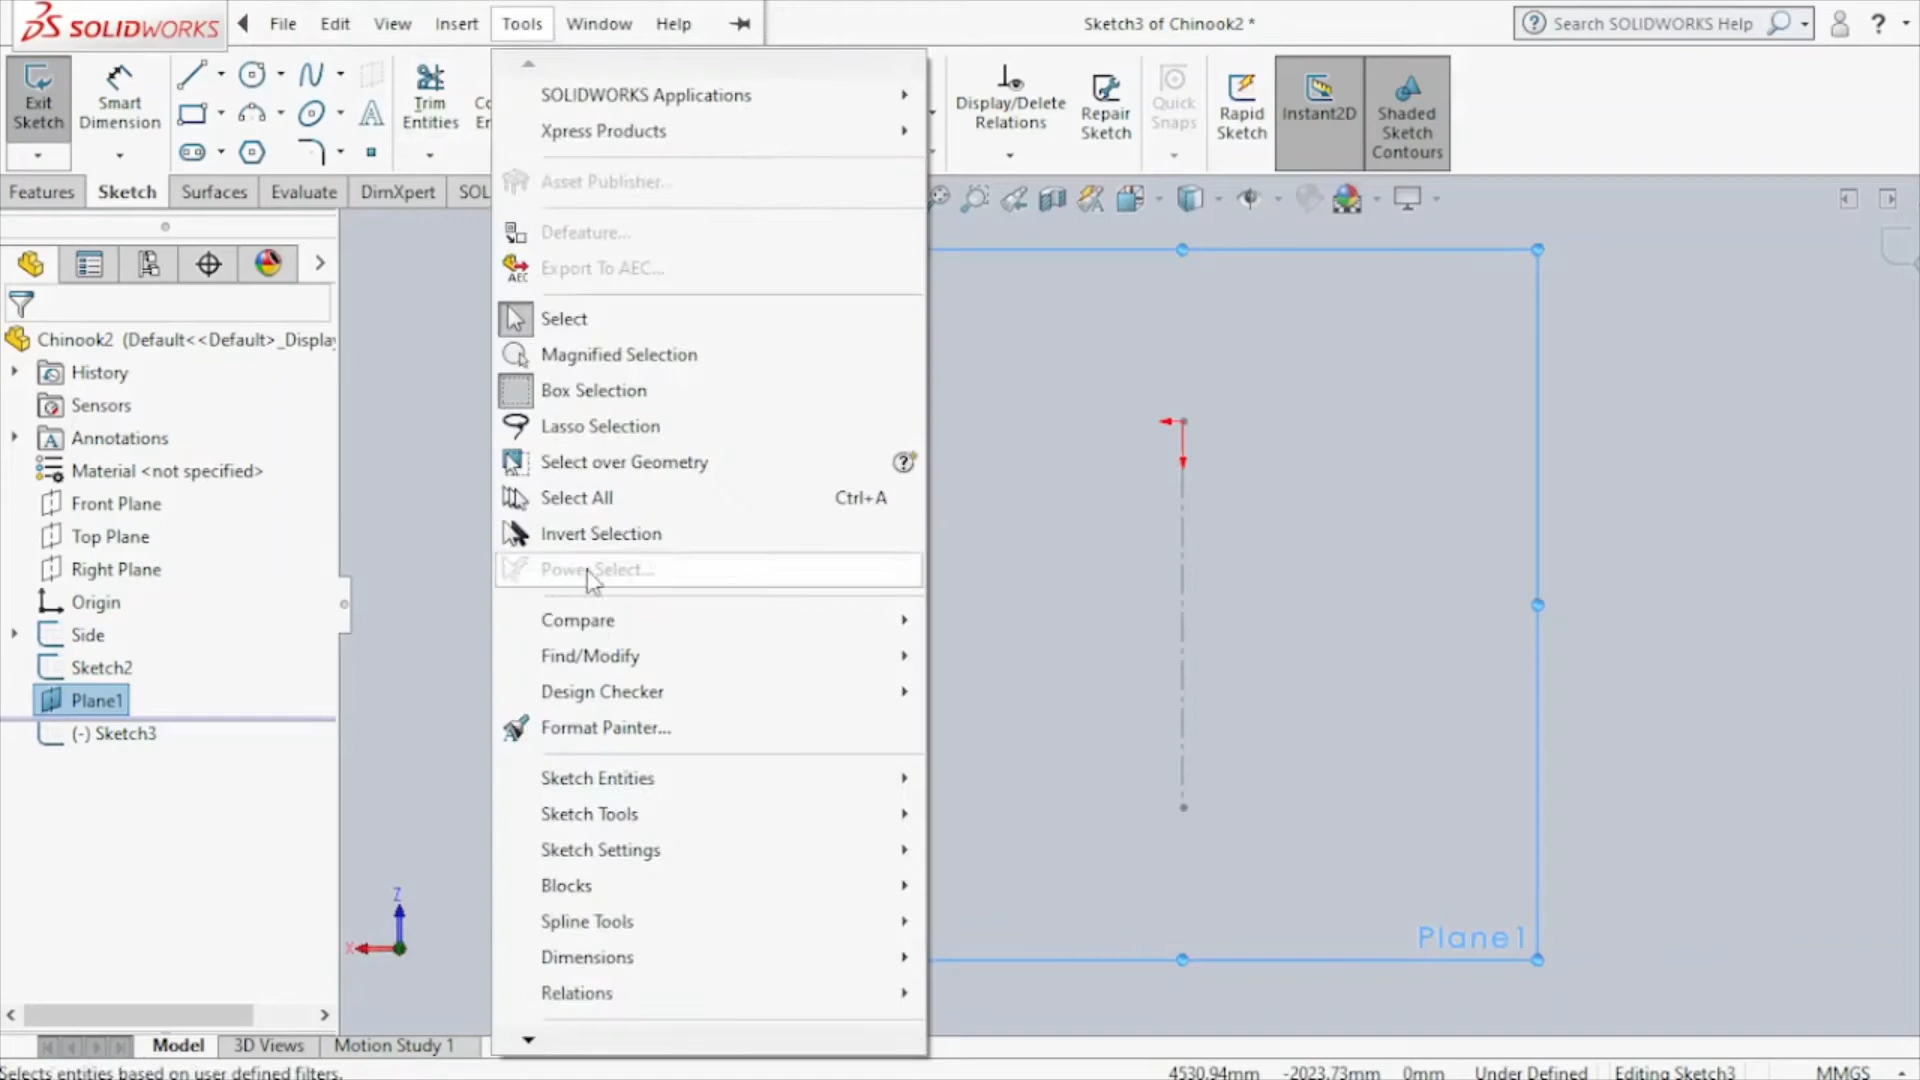 SOLIDWORKS File Edit View Insert Tools Window Help Sketch3 of Chinook2 * Search SOLIDWORKS Help ?
Exit Sketch
Smart Dimension
Trim Entities
Display/Delete Relations
Repair Sketch
Quick Snaps
Rapid Sketch
Instant2D
Shaded Sketch Contours
Features Sketch Surfaces Evaluate DimXpert SOL
Chinook2 (Default<<Default>_Displa
History
Sensors
Annotations
Material <not specified>
Front Plane
Top Plane
Right Plane
Origin
Side
Sketch2
Plane1
(-) Sketch3
SOLIDWORKS Applications
Xpress Products
Asset Publisher...
Defeature...
AEC Export To AEC...
Select
Magnified Selection
Box Selection
Lasso Selection
Select over Geometry
Select All Ctrl+A
Invert Selection
Power Select...
Compare
Find/Modify
Design Checker
Format Painter...
Sketch Entities
Sketch Tools
Sketch Settings
Blocks
Spline Tools
Dimensions
Relations
Z
X
Plane1
Model 3D Views Motion Study 1
Selects entities based on user defined filters. 4530.94mm -2023.73mm 0mm Under Defined Editing Sketch3 MMGS